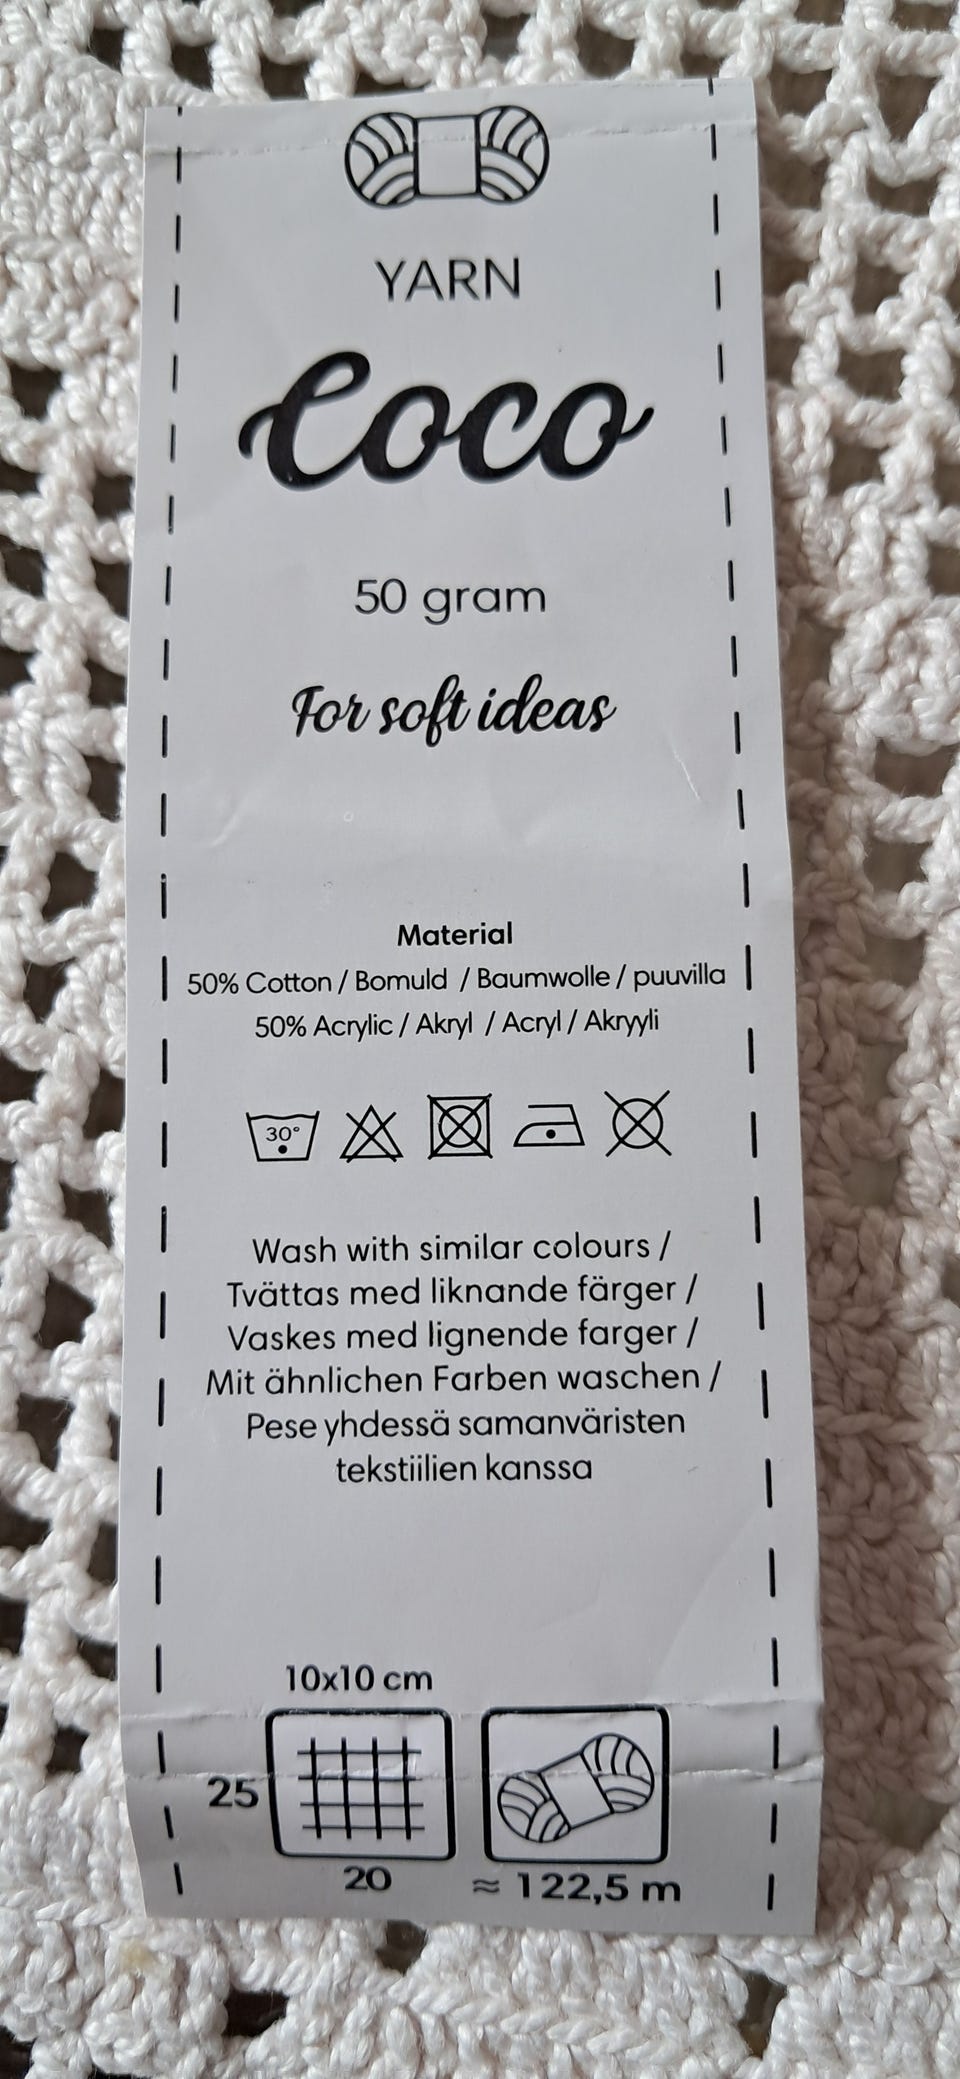 YARN
Coco
50 gram
For soft ideas
Material
50% Cotton / Bomuld / Baumwolle / puuvilla
50% Acrylic / Akryl / Acryl / Akryyli
30°
Wash with similar colours /
Tvättas med liknande färger /
Vaskes med lignende farger /
Mit ähnlichen Farben waschen /
Pese yhdessä samanväristen
tekstiilien kanssa
10x10 cm
25
20
≈ 122,5 m